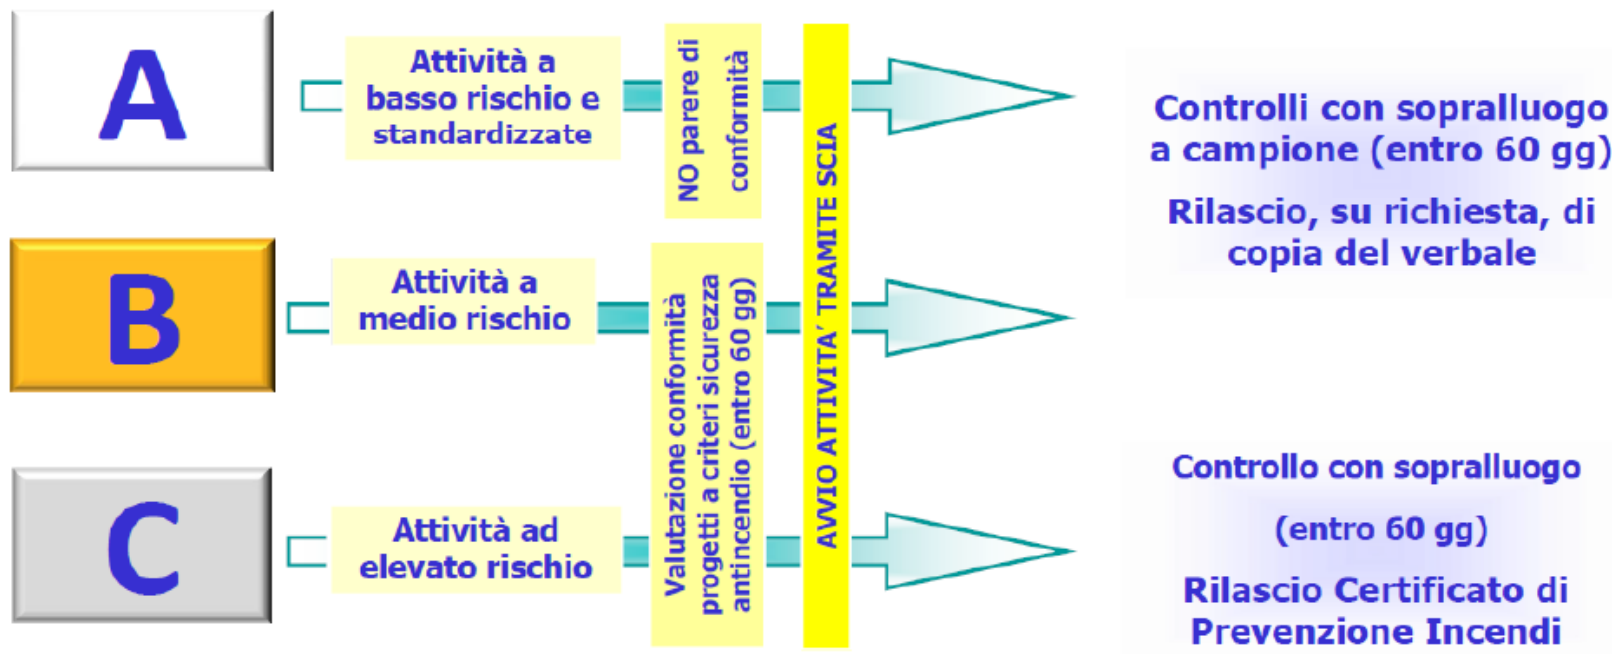 A
Attività a
basso rischio e
standardizzate
NO parere di
conformità
B
Attività a
medio rischio
Valutazione conformità
progetti a criteri sicurezza
antincendio (entro 60 gg)
C
Attività ad
elevato rischio
AVVIO ATTIVITA’ TRAMITE SCIA
Controlli con sopralluogo
a campione (entro 60 gg)
Rilascio, su richiesta, di
copia del verbale
Controllo con sopralluogo
(entro 60 gg)
Rilascio Certificato di
Prevenzione Incendi